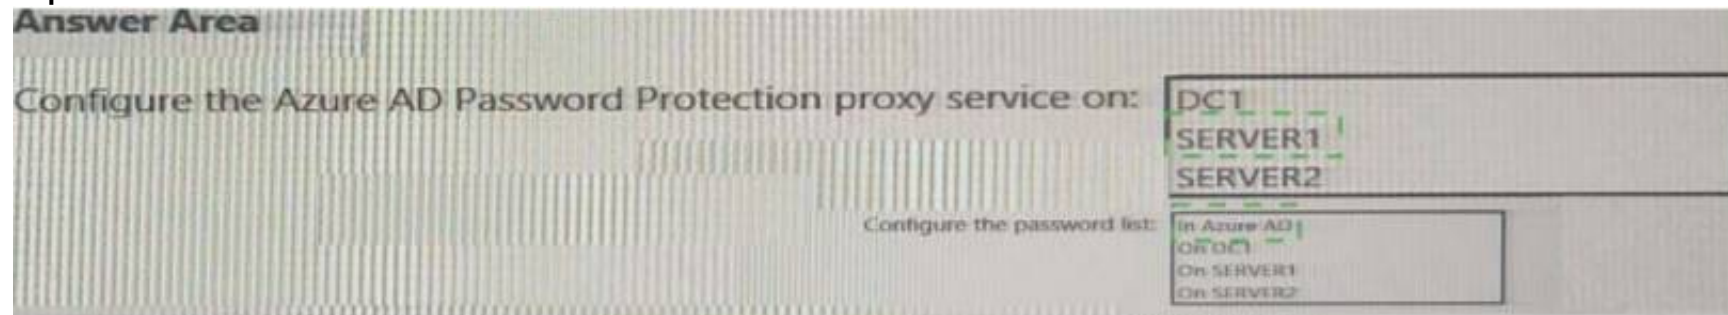 Answer Area
Configure the Azure AD Password Protection proxy service on:
DC1
SERVER1
SERVER2
Configure the password list:
In Azure AD
On DC1
On SERVER1
On SERVER2